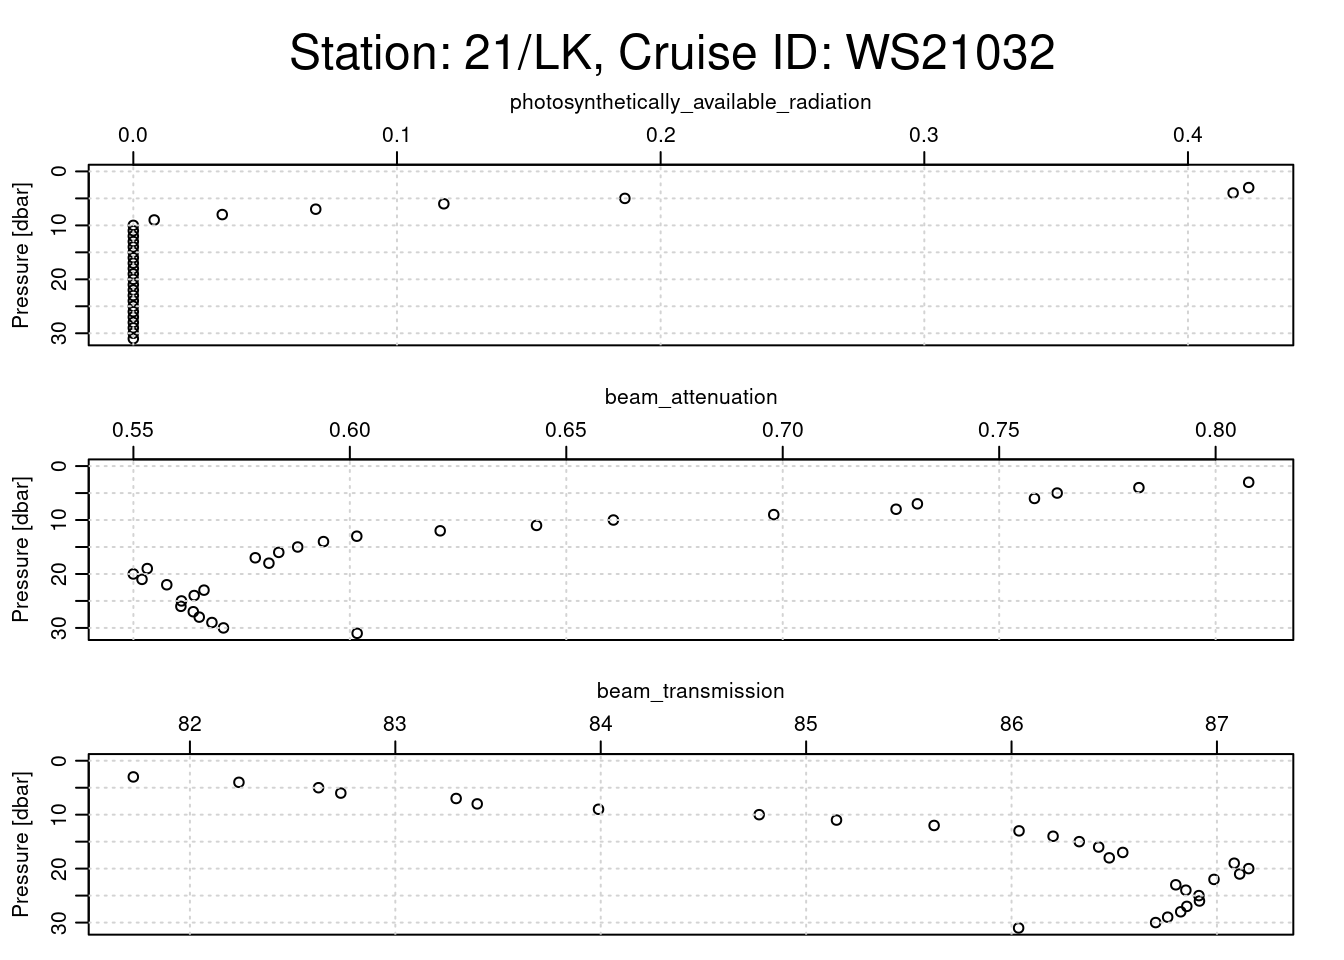 Station: 21/LK, Cruise ID: WS21032
photosynthetically_available_radiation
0.0 0.1 0.2 0.3 0.4
Pressure [dbar]
0
10
20
30
beam_attenuation
0.55 0.60 0.65 0.70 0.75 0.80
Pressure [dbar]
0
10
20
30
beam_transmission
82 83 84 85 86 87
Pressure [dbar]
0
10
20
30